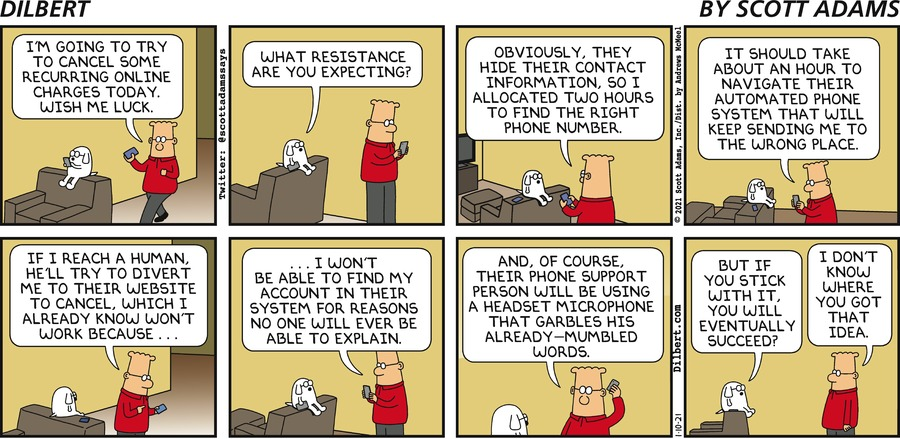 DILBERT
BY SCOTT ADAMS
I'M GOING TO TRY
TO CANCEL SOME
RECURRING ONLINE
CHARGES TODAY.
WISH ME LUCK.
Twitter: @scottadamssays
WHAT RESISTANCE
ARE YOU EXPECTING?
OBVIOUSLY, THEY
HIDE THEIR CONTACT
INFORMATION, SO I
ALLOCATED TWO HOURS
TO FIND THE RIGHT
PHONE NUMBER.
© 2021 Scott Adams, Inc./Dist. by Andrews McMeel
IT SHOULD TAKE
ABOUT AN HOUR TO
NAVIGATE THEIR
AUTOMATED PHONE
SYSTEM THAT WILL
KEEP SENDING ME TO
THE WRONG PLACE.
IF I REACH A HUMAN,
HE'LL TRY TO DIVERT
ME TO THEIR WEBSITE
TO CANCEL, WHICH I
ALREADY KNOW WON'T
WORK BECAUSE . . .
. . . I WON'T
BE ABLE TO FIND MY
ACCOUNT IN THEIR
SYSTEM FOR REASONS
NO ONE WILL EVER BE
ABLE TO EXPLAIN.
AND, OF COURSE,
THEIR PHONE SUPPORT
PERSON WILL BE USING
A HEADSET MICROPHONE
THAT GARBLES HIS
ALREADY—MUMBLED
WORDS.
Dilbert.com
1-10-21
BUT IF
YOU STICK
WITH IT,
YOU WILL
EVENTUALLY
SUCCEED?
I DON'T
KNOW
WHERE
YOU GOT
THAT
IDEA.